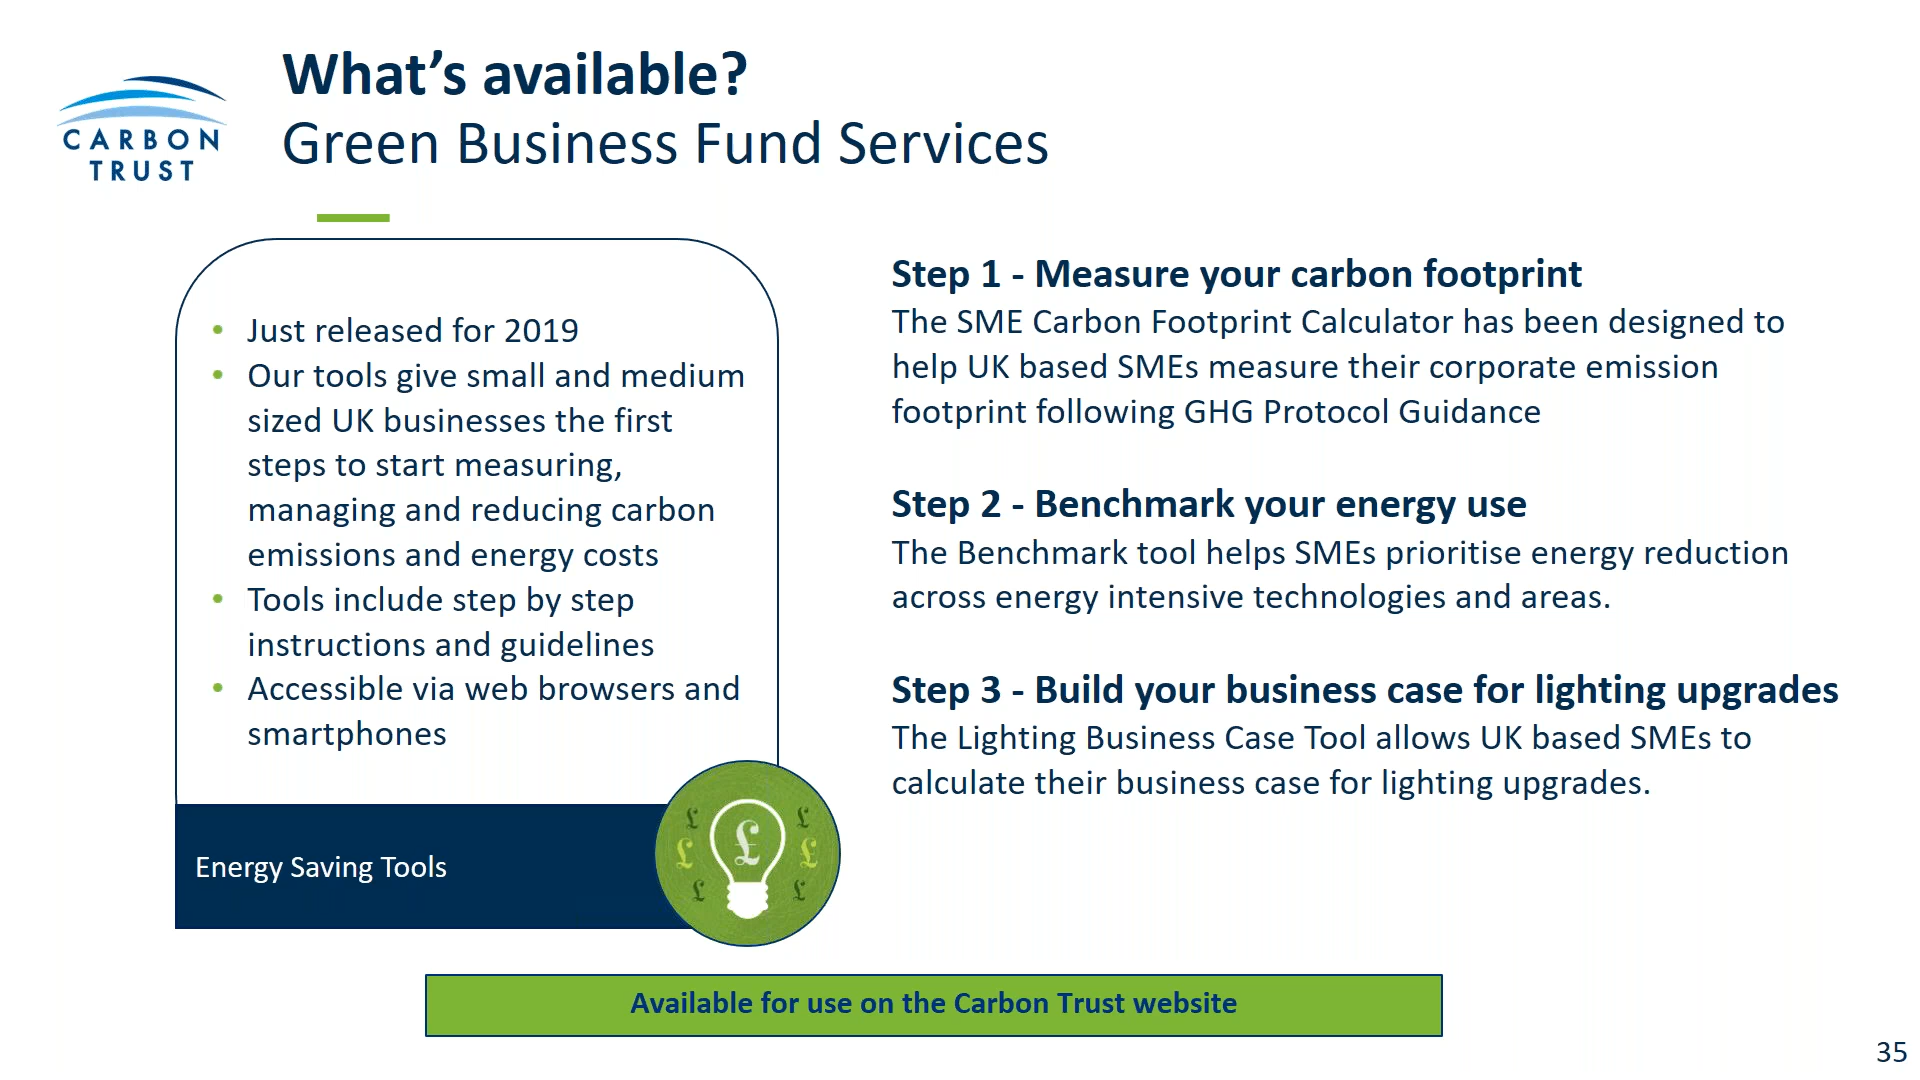 CARBON
TRUST
What’s available?
Green Business Fund Services
• Just released for 2019
• Our tools give small and medium
sized UK businesses the first
steps to start measuring,
managing and reducing carbon
emissions and energy costs
• Tools include step by step
instructions and guidelines
• Accessible via web browsers and
smartphones
Energy Saving Tools
£ £ £ £ £ £ £
Step 1 - Measure your carbon footprint
The SME Carbon Footprint Calculator has been designed to
help UK based SMEs measure their corporate emission
footprint following GHG Protocol Guidance
Step 2 - Benchmark your energy use
The Benchmark tool helps SMEs prioritise energy reduction
across energy intensive technologies and areas.
Step 3 - Build your business case for lighting upgrades
The Lighting Business Case Tool allows UK based SMEs to
calculate their business case for lighting upgrades.
Available for use on the Carbon Trust website
35